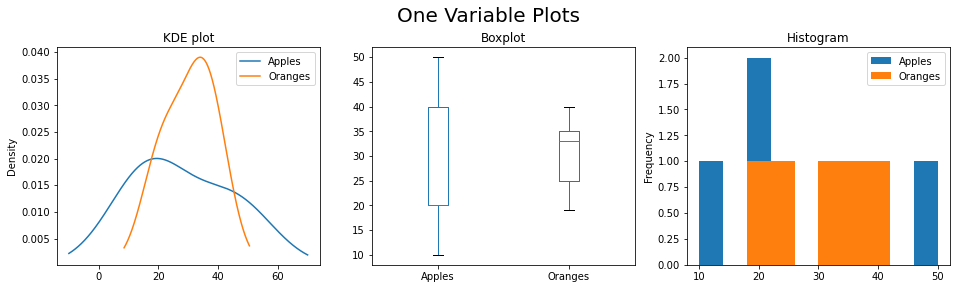 One Variable Plots
KDE plot
0.040
0.035
0.030
0.025
0.020
0.015
0.010
0.005
Density
0 20 40 60
Apples
Oranges
Boxplot
50
45
40
35
30
25
20
15
10
Apples Oranges
Histogram
2.00
1.75
1.50
1.25
1.00
0.75
0.50
0.25
0.00
Frequency
10 20 30 40 50
Apples
Oranges